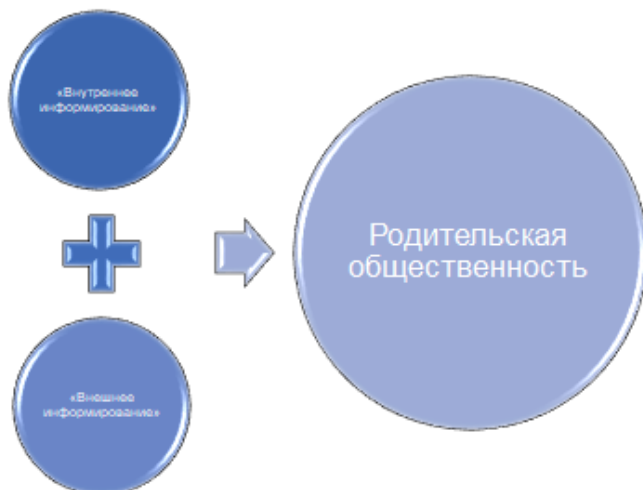 «Внутреннее
информирование»
«Внешнее
информирование»
Родительская
общественность